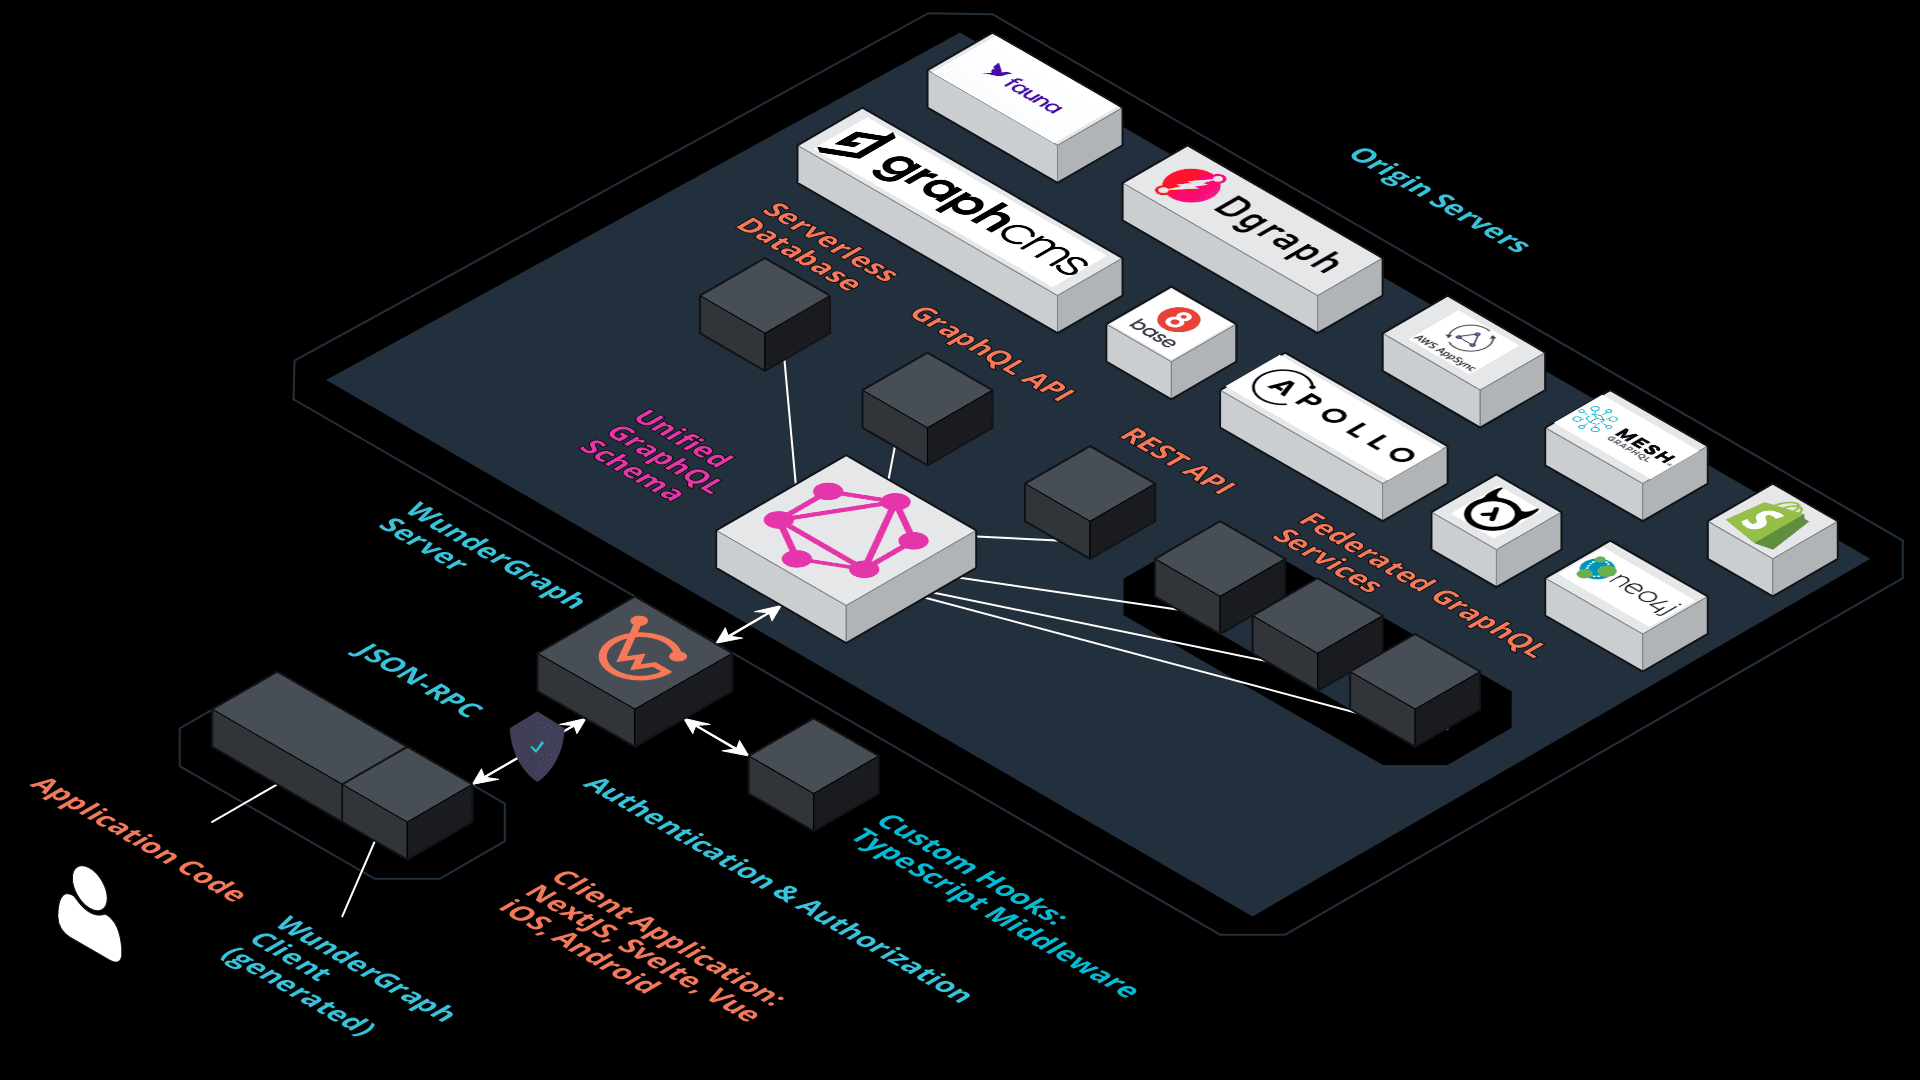 fauna
graphcms
Dgraph
Origin Servers
Serverless
Database
GraphQL API
8
base
AWS AppSync
APOLLO
MESH
GRAPHQL
REST API
Unified
GraphQL
Schema
Federated GraphQL
Services
S
neo4j
WunderGraph
Server
W
JSON-RPC
Application Code
WunderGraph
Client
(generated)
Client Application:
NextJS, Svelte, Vue
iOS, Android
Authentication & Authorization
Custom Hooks:
TypeScript Middleware